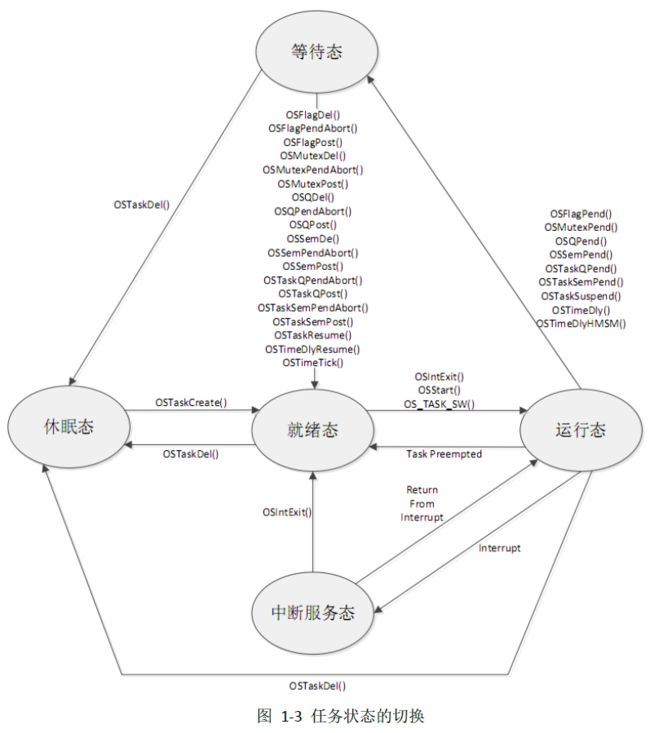 等待态
OSFlagDel()
OSFlagPendAbort()
OSFlagPost()
OSMutexDel()
OSMutexPendAbort()
OSMutexPost()
OSQDel()
OSQPendAbort()
OSQPost()
OSSemDe()
OSSemPendAbort()
OSSemPost()
OSTaskQPendAbort()
OSTaskQPost()
OSTaskSemPendAbort()
OSTaskSemPost()
OSTaskResume()
OSTimeDlyResume()
OSTimeTick()
OSTaskDel()
OSFlagPend()
OSMutexPend()
OSQPend()
OSSemPend()
OSTaskQPend()
OSTaskSemPend()
OSTaskSuspend()
OSTimeDly()
OSTimeDlyHMSM()
休眠态
OSTaskCreate()
OSTaskDel()
就绪态
OSIntExit()
OSStart()
OS_TASK_SW()
Task Preempted
运行态
OSIntExit()
Return
From
Interrupt
Interrupt
中断服务态
OSTaskDel()
图 1-3 任务状态的切换